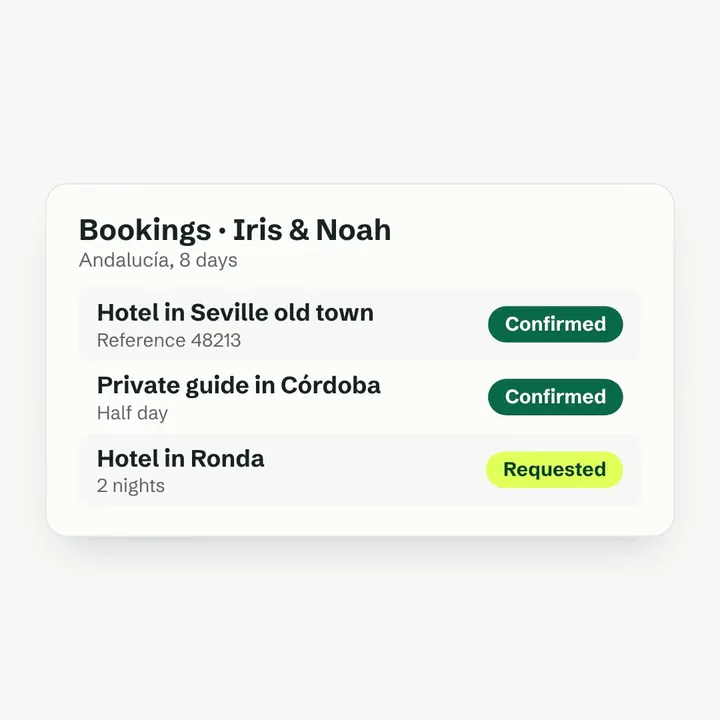 Bookings · Iris & Noah
Andalucía, 8 days
Hotel in Seville old town
Reference 48213
Confirmed
Private guide in Córdoba
Half day
Confirmed
Hotel in Ronda
2 nights
Requested